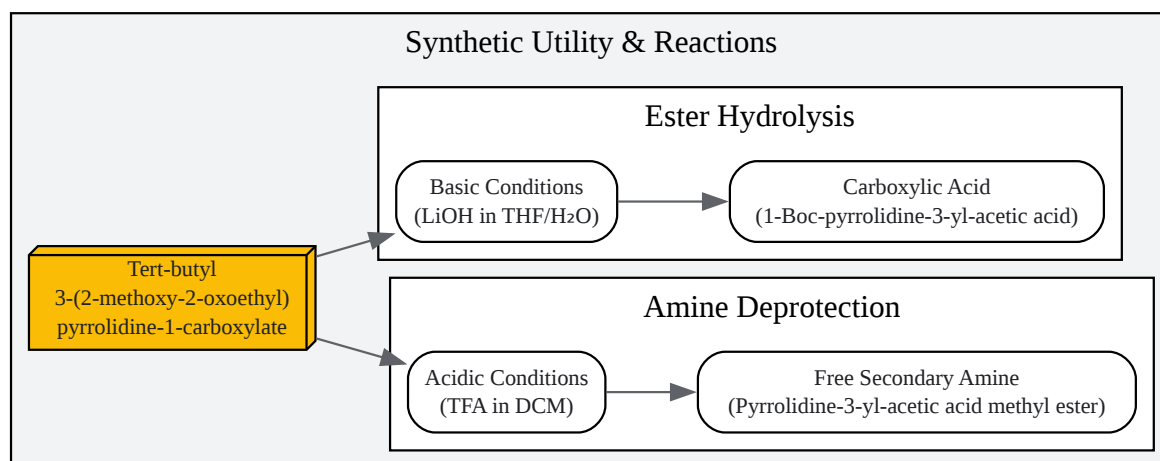 Synthetic Utility & Reactions
Ester Hydrolysis
Basic Conditions
(LiOH in THF/H₂O)
Carboxylic Acid
(1-Boc-pyrrolidine-3-yl-acetic acid)
Tert-butyl
3-(2-methoxy-2-oxoethyl)
pyrrolidine-1-carboxylate
Amine Deprotection
Acidic Conditions
(TFA in DCM)
Free Secondary Amine
(Pyrrolidine-3-yl-acetic acid methyl ester)